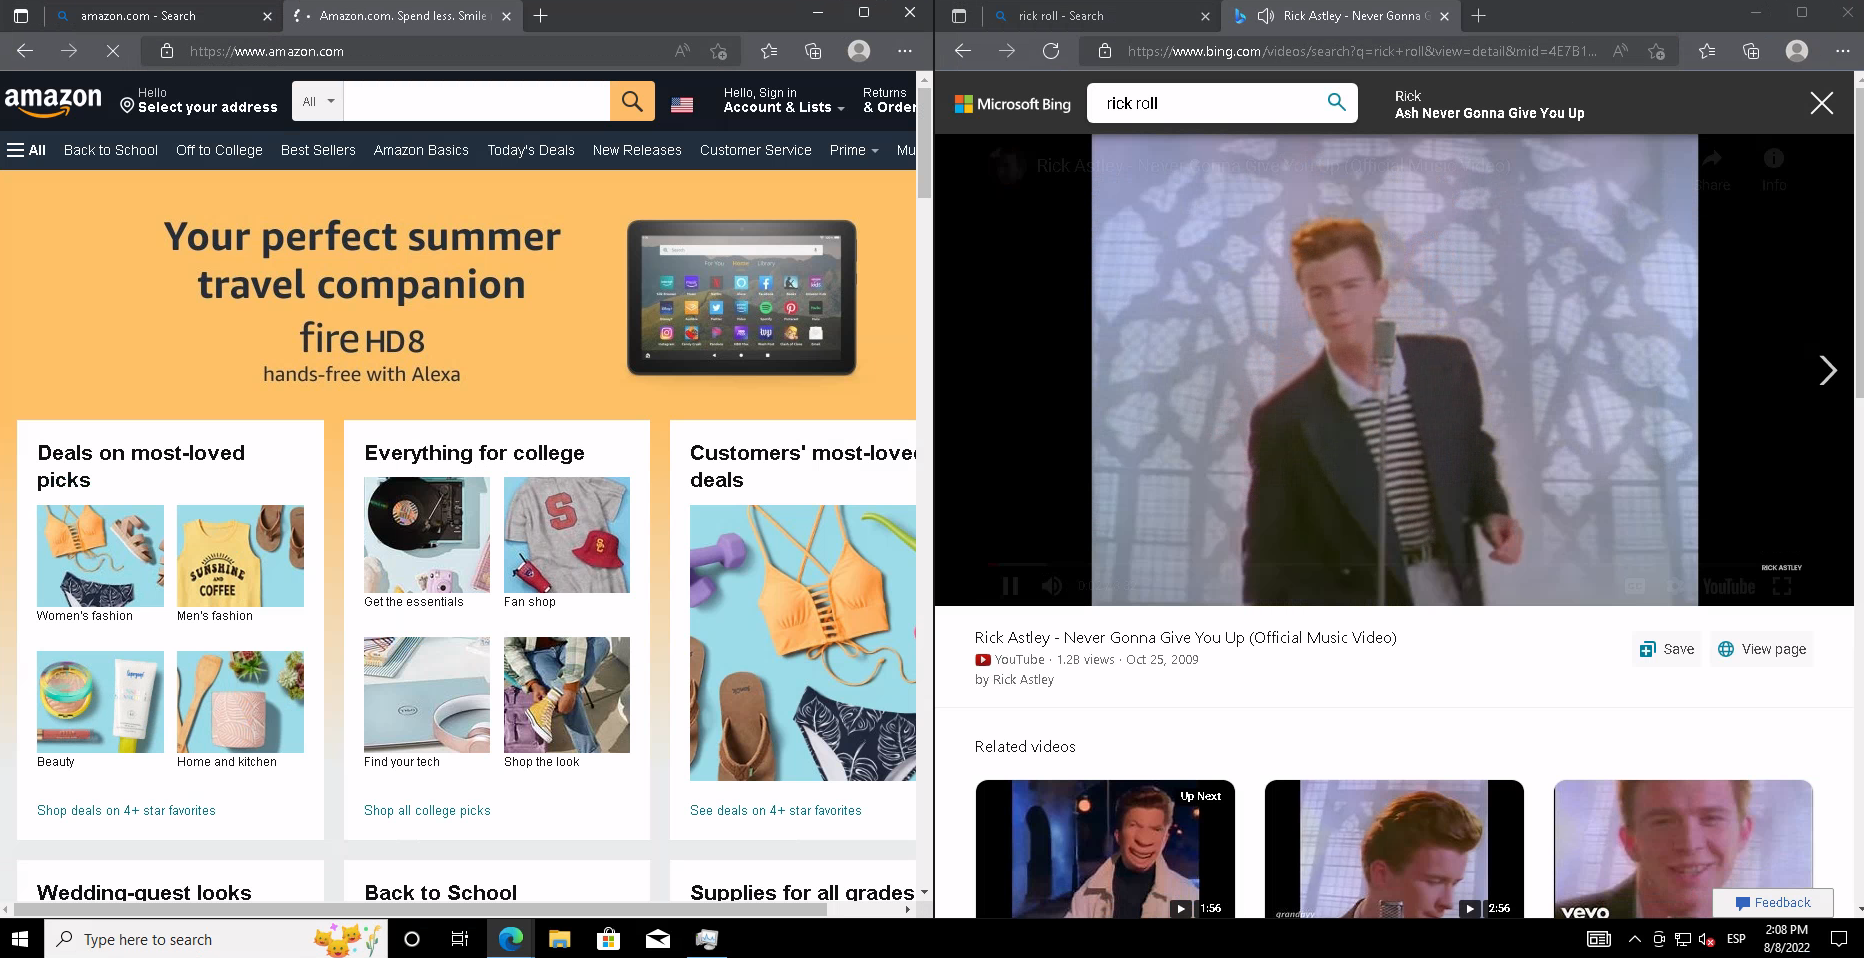 amazon.com - Search
Amazon.com. Spend less. Smile
https://www.amazon.com
amazon
Hello
Select your address
All
Hello, Sign in
Account & Lists
Returns
& Order
All
Back to School
Off to College
Best Sellers
Amazon Basics
Today's Deals
New Releases
Customer Service
Prime
Mu
Your perfect summer
travel companion
fire HD 8
hands-free with Alexa
Deals on most-loved
picks
SUNSHINE
AND
COFFEE
Women's fashion
Men's fashion
Beauty
Home and kitchen
Shop deals on 4+ star favorites
Everything for college
S
Get the essentials
Fan shop
Find your tech
Shop the look
Shop all college picks
Customers' most-love
deals
See deals on 4+ star favorites
Wedding-guest looks
Back to School
Supplies for all grades
rick roll - Search
Rick Astley - Never Gonna G
https://www.bing.com/videos/search?q=rick+roll&view=detail&mid=4E7B1...
Microsoft Bing
rick roll
Rick
Ash Never Gonna Give You Up
Rick Astley - Never Gonna Give You Up (Official Music Video)
Share
Info
RICK ASTLEY
YouTube
Rick Astley - Never Gonna Give You Up (Official Music Video)
YouTube · 1.2B views · Oct 25, 2009
by Rick Astley
Save
View page
Related videos
Up Next
1:56
grandayy
2:56
vevo
Feedback
Type here to search
ESP
2:08 PM
8/8/2022